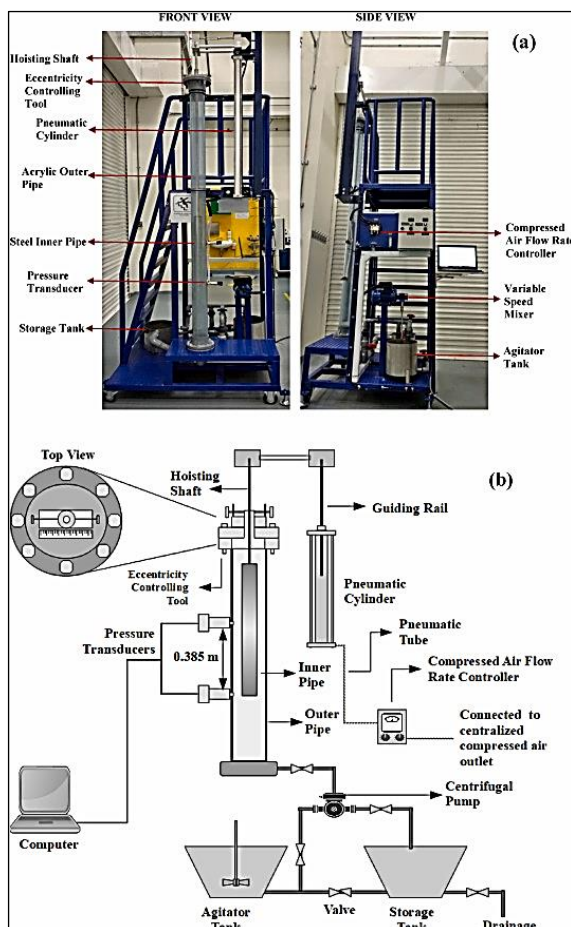 FRONT VIEW
SIDE VIEW
(a)
Hoisting Shaft
Eccentricity
Controlling
Tool
Pneumatic
Cylinder
Acrylic Outer
Pipe
Steel Inner Pipe
Pressure
Transducer
Storage Tank
Compressed
Air Flow Rate
Controller
Variable
Speed
Mixer
Agitator
Tank
(b)
Top View
Hoisting
Shaft
Guiding Rail
Eccentricity
Controlling
Tool
Pneumatic
Cylinder
Pneumatic
Tube
Pressure
Transducers
0.385 m
Inner
Pipe
Compressed Air Flow
Rate Controller
Outer
Pipe
Connected to
centralized
compressed air
outlet
Centrifugal
Pump
Computer
Agitator
Tank
Valve
Storage
Tank
Drainage